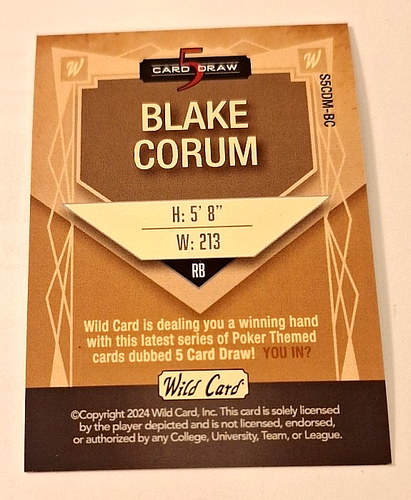 W
5
CARD DRAW
W
S5CDM-BC
BLAKE
CORUM
H: 5' 8"
W: 213
RB
Wild Card is dealing you a winning hand
with this latest series of Poker Themed
cards dubbed 5 Card Draw! YOU IN?
Wild Card
©Copyright 2024 Wild Card, Inc. This card is solely licensed
by the player depicted and is not licensed, endorsed,
or authorized by any College, University, Team, or League.